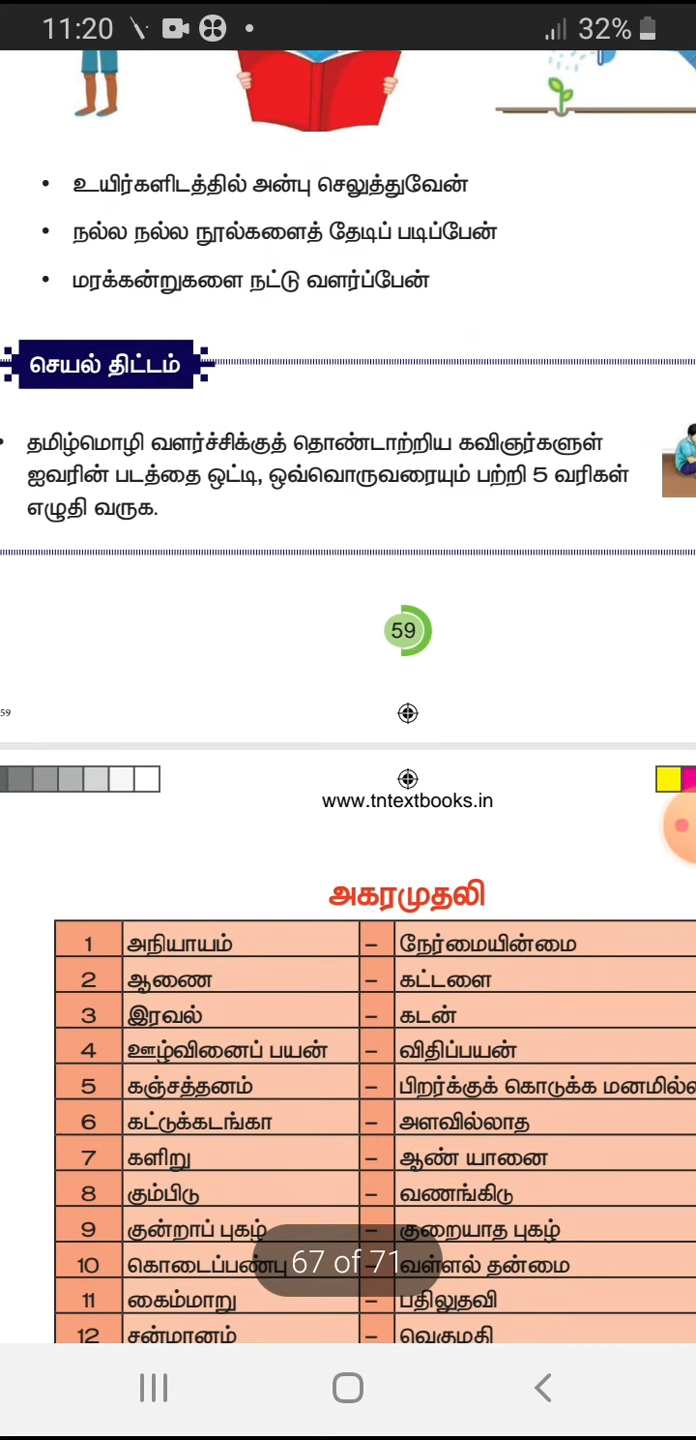 11:20
32%
• உயிர்களிடத்தில் அன்பு செலுத்துவேன்
• நல்ல நல்ல நூல்களைத் தேடிப் படிப்பேன்
• மரக்கன்றுகளை நட்டு வளர்ப்பேன்
செயல் திட்டம்
• தமிழ்மொழி வளர்ச்சிக்குத் தொண்டாற்றிய கவிஞர்களுள்
ஐவரின் படத்தை ஒட்டி, ஒவ்வொருவரையும் பற்றி 5 வரிகள்
எழுதி வருக.
59
59
www.tntextbooks.in
அகரமுதலி
1 அநியாயம் – நேர்மையின்மை
2 ஆணை – கட்டளை
3 இரவல் – கடன்
4 ஊழ்வினைப் பயன் – விதிப்பயன்
5 கஞ்சத்தனம் – பிறர்க்குக் கொடுக்க
6 கட்டுக்கடங்கா – அளவில்லாத
7 களிறு – ஆண் யானை
8 கும்பிடு – வணங்கிடு
9 குன்றாப் புகழ் – குறையாத புகழ்
10 கொடைப்பண்பு – வள்ளல் தன்மை
67 of 71
11 கைம்மாறு – பதிலுதவி
12 சன்மானம் – வெகுமதி